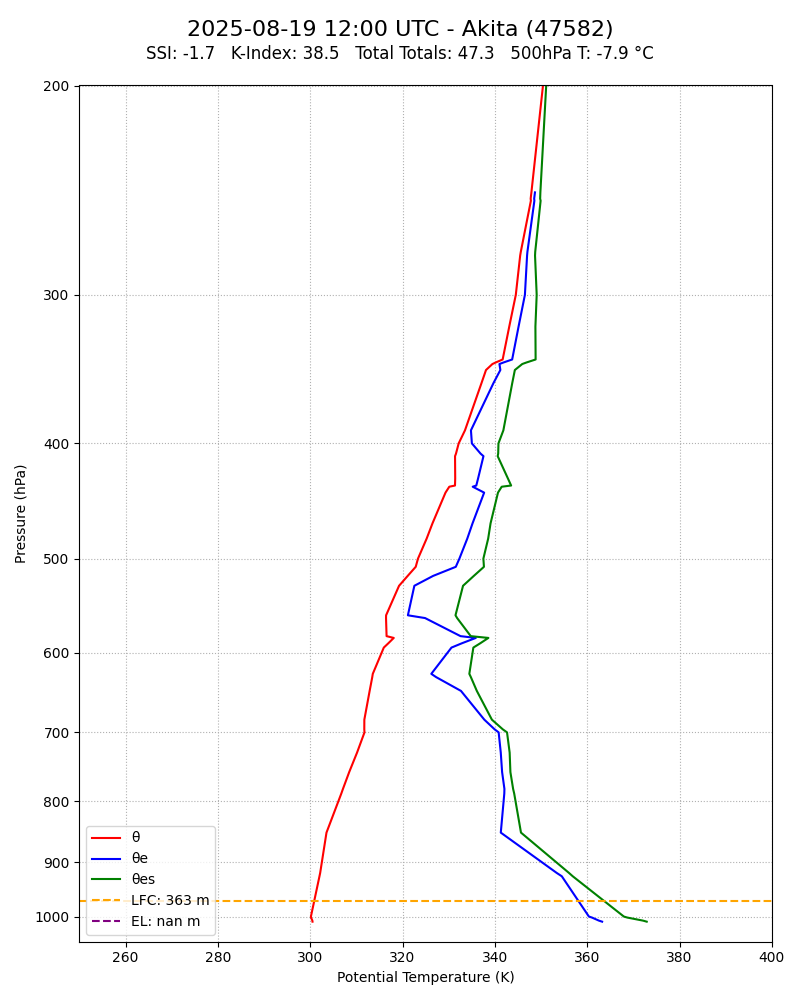 2025-08-19 12:00 UTC - Akita (47582)
SSI: -1.7 K-Index: 38.5 Total Totals: 47.3 500hPa T: -7.9 °C
200
300
400
500
600
700
800
900
1000
Pressure (hPa)
θ
θe
θes
LFC: 363 m
EL: nan m
260 280 300 320 340 360 380 400
Potential Temperature (K)